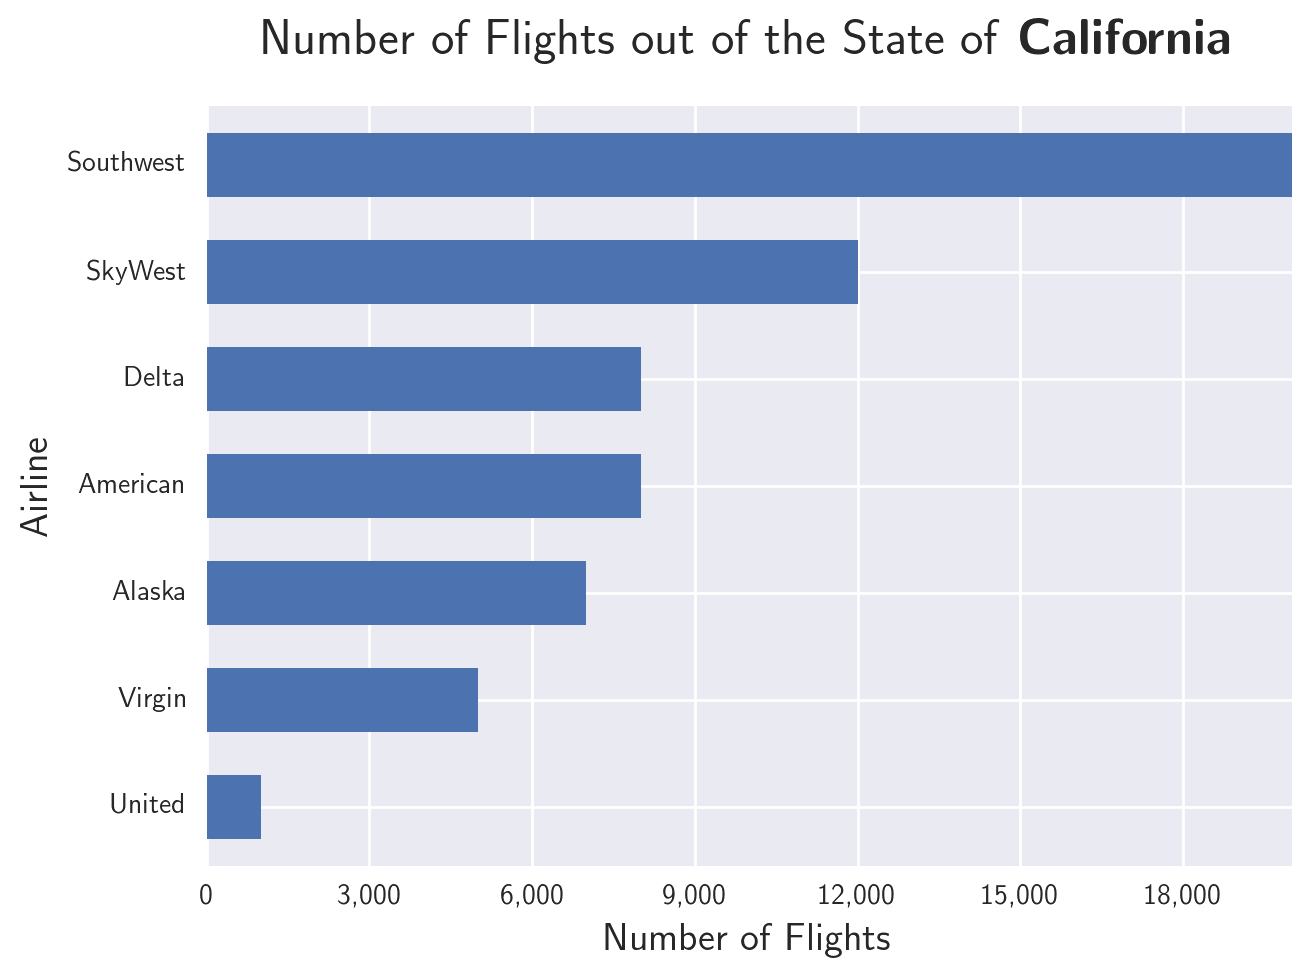 Number of Flights out of the State of California
Southwest
SkyWest
Delta
American
Alaska
Virgin
United
Airline
0 3,000 6,000 9,000 12,000 15,000 18,000
Number of Flights